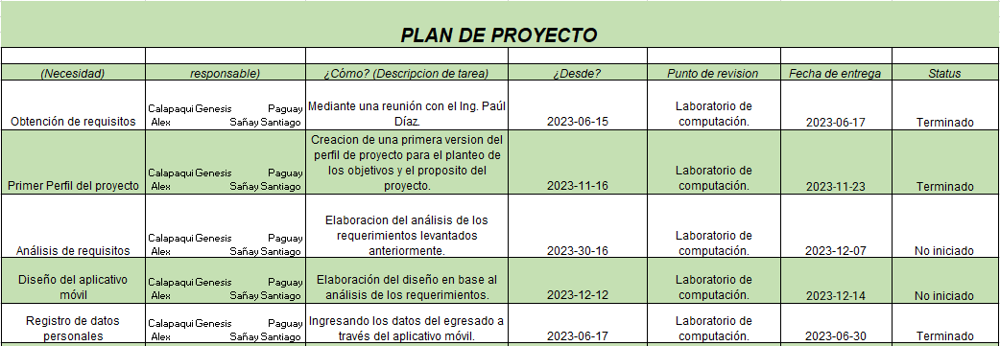 PLAN DE PROYECTO
(Necesidad) responsable) ¿Cómo? (Descripcion de tarea) ¿Desde? Punto de revision Fecha de entrega Status
Obtención de requisitos
Calapaqui Genesis Paguay
Alex Sañay Santiago
Mediante una reunión con el Ing. Paúl
Díaz.
2023-06-15
Laboratorio de
computación.
2023-06-17
Terminado
Primer Perfil del proyecto
Calapaqui Genesis Paguay
Alex Sañay Santiago
Creacion de una primera version del
perfil de proyecto para el planteo de
los objetivos y el proposito del
proyecto.
2023-11-16
Laboratorio de
computación.
2023-11-23
Terminado
Análisis de requisitos
Calapaqui Genesis Paguay
Alex Sañay Santiago
Elaboracion del análisis de los
requerimientos levantados
anteriormente.
2023-30-16
Laboratorio de
computación.
2023-12-07
No iniciado
Diseño del aplicativo
móvil
Calapaqui Genesis Paguay
Alex Sañay Santiago
Elaboración del diseño en base al
análisis de los requerimientos.
2023-12-12
Laboratorio de
computación.
2023-12-14
No iniciado
Registro de datos
personales
Calapaqui Genesis Paguay
Alex Sañay Santiago
Ingresando los datos del egresado a
través del aplicativo móvil.
2023-06-17
Laboratorio de
computación.
2023-06-30
Terminado